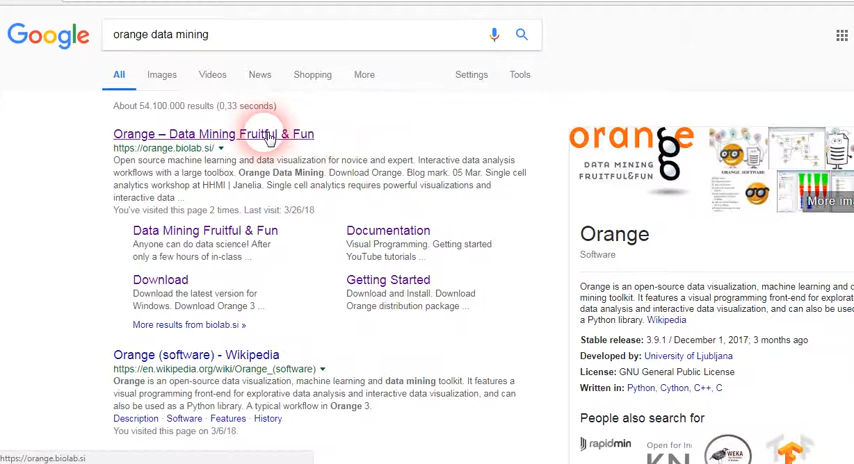 Google
orange data mining
All Images Videos News Shopping More Settings Tools
About 54.100.000 results (0,33 seconds)
Orange – Data Mining Fruitful & Fun
https://orange.biolab.si/
Open source machine learning and data visualization for novice and expert. Interactive data analysis
workflows with a large toolbox. Orange Data Mining. Download Orange. Blog mark. 05 Mar. Single cell
analytics workshop at HHMI | Janelia. Single cell analytics requires powerful visualizations and
interactive data ...
You've visited this page 2 times. Last visit: 3/26/18
Data Mining Fruitful & Fun
Anyone can do data science! After
only a few hours of in-class ...
Documentation
Visual Programming. Getting started
YouTube tutorials ...
Download
Download the latest version for
Windows. Download Orange 3 ...
Getting Started
Download and Install. Download
Orange distribution package ...
More results from biolab.si »
Orange (software) - Wikipedia
https://en.wikipedia.org/wiki/Orange_(software)
Orange is an open-source data visualization, machine learning and data mining toolkit. It features a
visual programming front-end for explorative data analysis and interactive data visualization, and can
also be used as a Python library. A typical workflow in Orange 3.
Description · Software · Features · History
You visited this page on 3/6/18.
https://orange.biolab.si
orange
DATA MINING
FRUITFUL&FUN
ORANGE SOFTWARE
More im
Orange
Software
Orange is an open-source data visualization, machine learning and d
mining toolkit. It features a visual programming front-end for explorat
data analysis and interactive data visualization, and can also be used
a Python library. Wikipedia
Stable release: 3.9.1 / December 1, 2017; 3 months ago
Developed by: University of Ljubljana
License: GNU General Public License
Written in: Python, Cython, C++, C
People also search for
rapidmin
Open for In
KN
WEKA